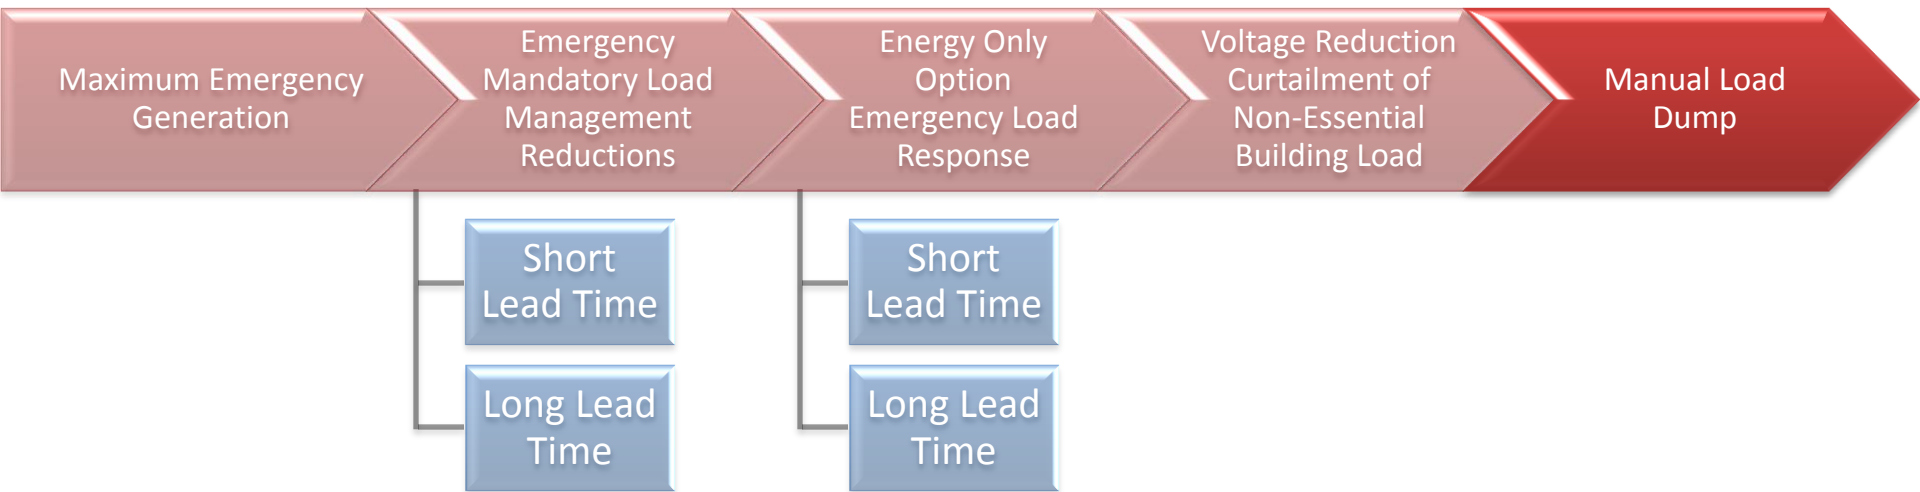 Maximum Emergency
Generation
Emergency
Mandatory Load
Management
Reductions
Energy Only
Option
Emergency Load
Response
Voltage Reduction
Curtailment of
Non-Essential
Building Load
Manual Load
Dump
Short
Lead Time
Long Lead
Time
Short
Lead Time
Long Lead
Time